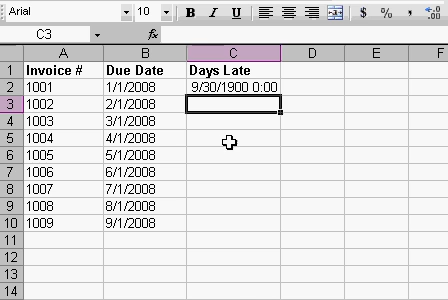 Arial 10 B I U $ % ,
C3 fx
A B C D E F
1 Invoice # Due Date Days Late
2 1001 1/1/2008 9/30/1900 0:00
3 1002 2/1/2008
4 1003 3/1/2008
5 1004 4/1/2008
6 1005 5/1/2008
7 1006 6/1/2008
8 1007 7/1/2008
9 1008 8/1/2008
10 1009 9/1/2008
11
12
13
14